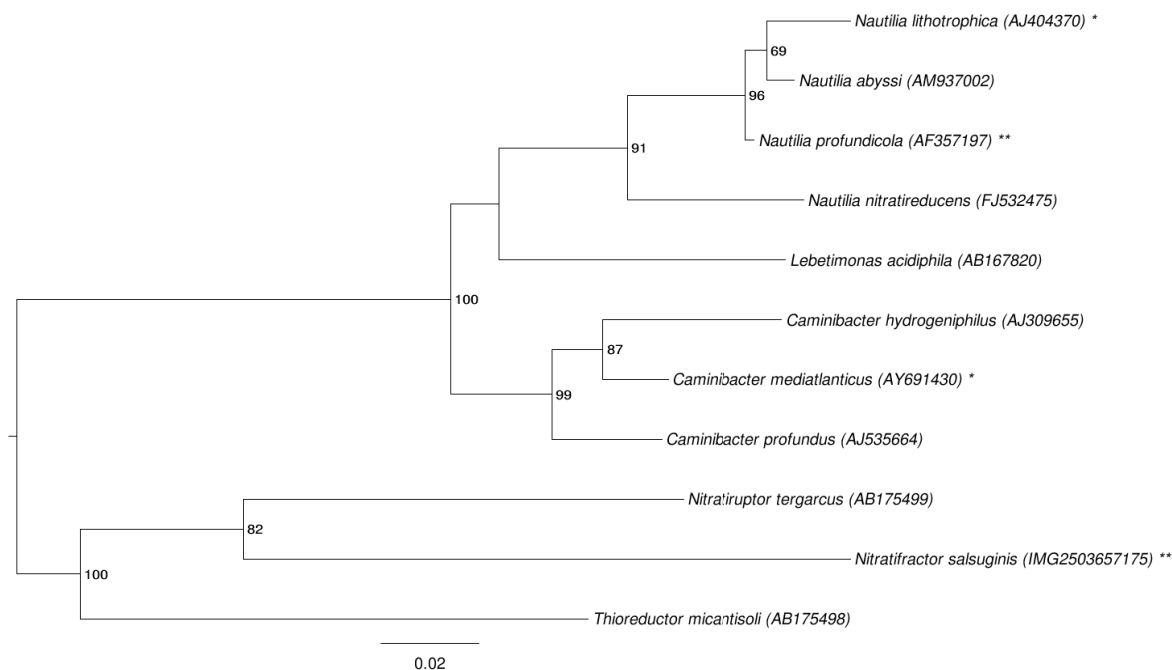 Nautilia lithotrophica (AJ404370) *
69
Nautilia abyssi (AM937002)
96
Nautilia profundicola (AF357197) **
91
Nautilia nitratireducens (FJ532475)
Lebetimonas acidiphila (AB167820)
100
Caminibacter hydrogeniphilus (AJ309655)
87
Caminibacter mediatlanticus (AY691430) *
99
Caminibacter profundus (AJ535664)
Nitratiruptor tergarcus (AB175499)
82
Nitratifractor salsuginis (IMG2503657175) **
100
Thioreductor micantisoli (AB175498)
0.02